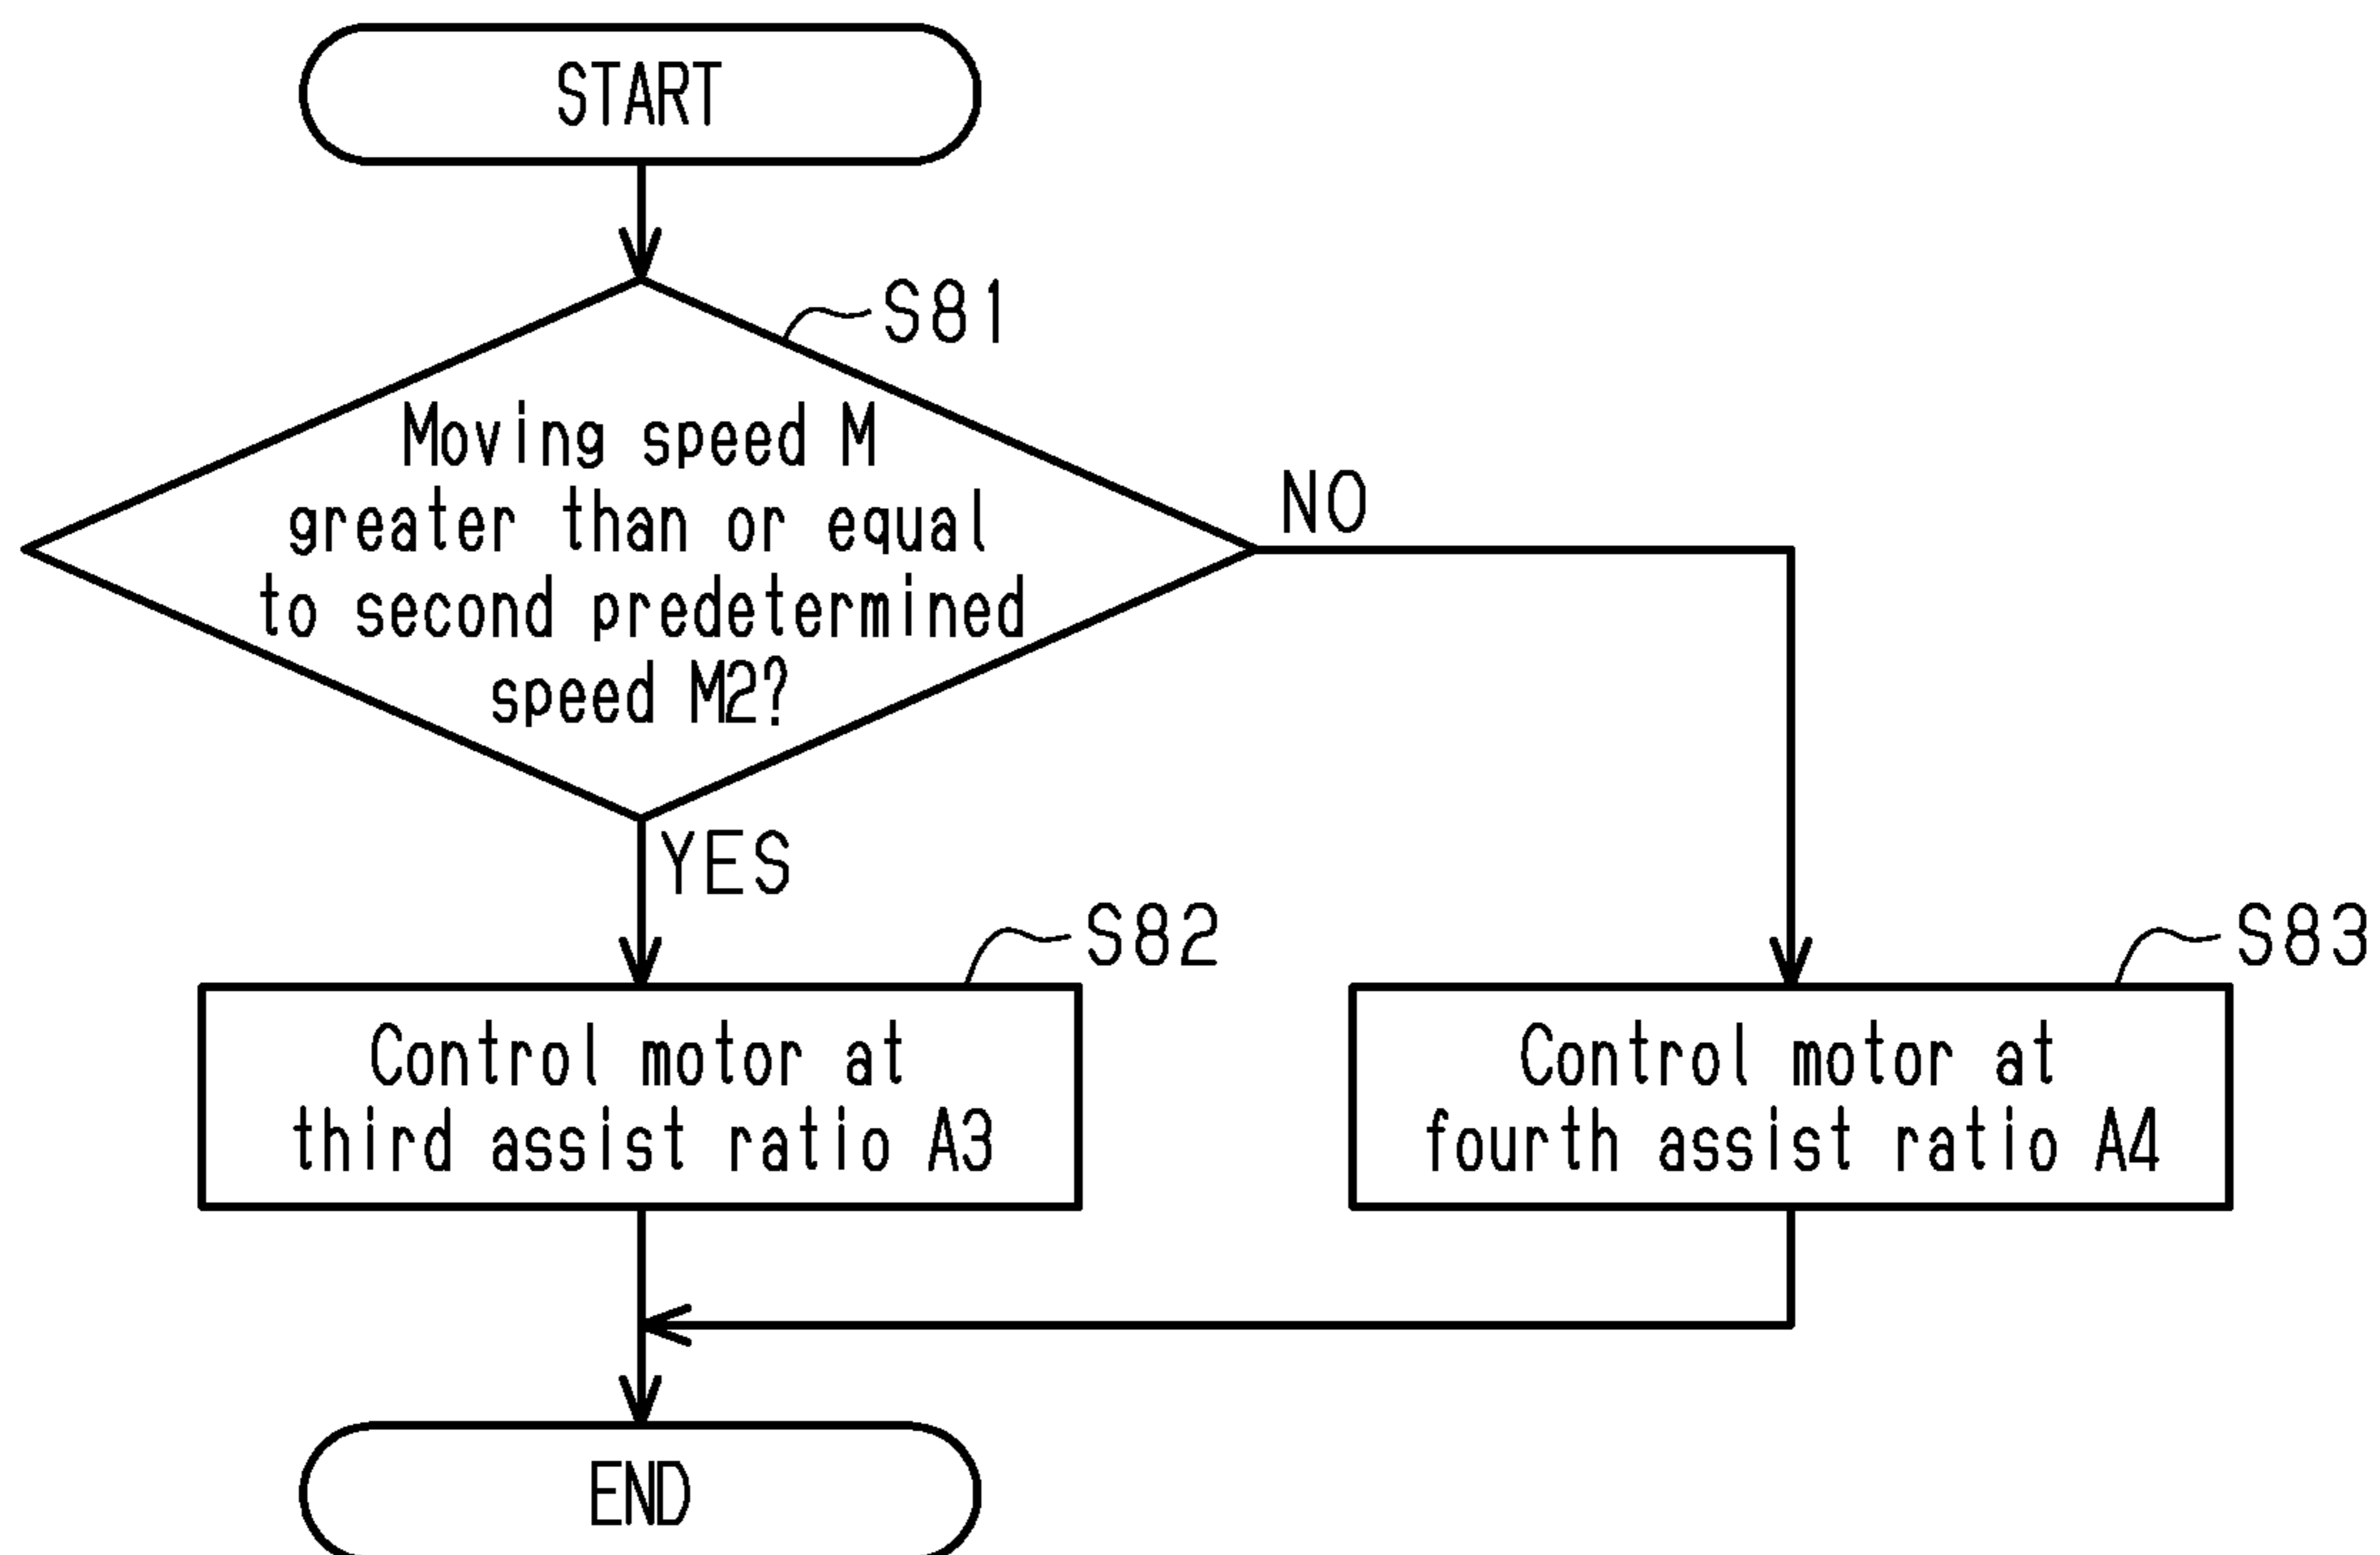 START
S81
Moving speed M
greater than or equal
to second predetermined
speed M2?
NO
YES
S82
Control motor at
third assist ratio A3
S83
Control motor at
fourth assist ratio A4
END